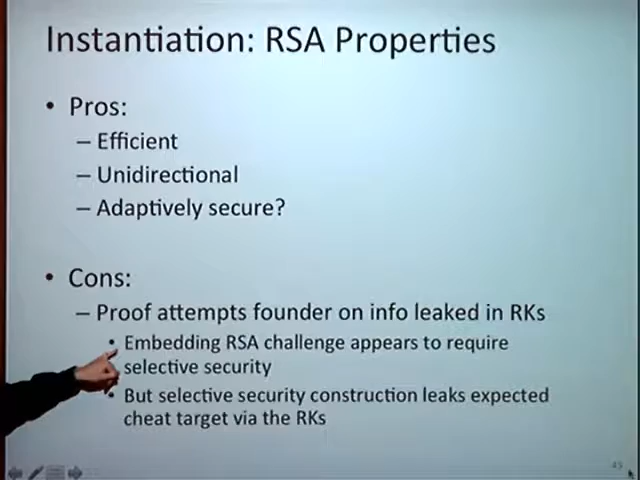 Instantiation: RSA Properties
• Pros:
– Efficient
– Unidirectional
– Adaptively secure?
• Cons:
– Proof attempts founder on info leaked in RKs
• Embedding RSA challenge appears to require
selective security
• But selective security construction leaks expected
cheat target via the RKs
45